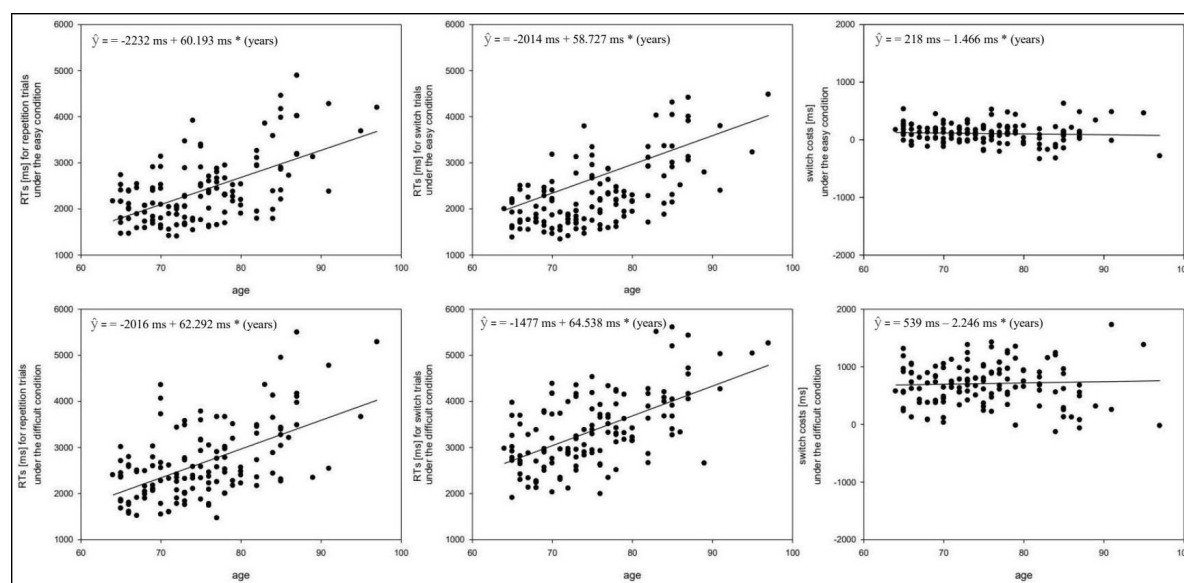 ŷ = = -2232 ms + 60.193 ms * (years)
RTs [ms] for repetition trials
under the easy condition
6000
5000
4000
3000
2000
1000
60 70 80 90 100
age
ŷ = = -2014 ms + 58.727 ms * (years)
RTs [ms] for switch trials
under the easy condition
6000
5000
4000
3000
2000
1000
60 70 80 90 100
age
ŷ = = 218 ms – 1.466 ms * (years)
switch costs [ms]
under the easy condition
2000
1000
0
-1000
-2000
60 70 80 90 100
age
ŷ = = -2016 ms + 62.292 ms * (years)
RTs [ms] for repetition trials
under the difficult condition
6000
5000
4000
3000
2000
1000
60 70 80 90 100
age
ŷ = = -1477 ms + 64.538 ms * (years)
RTs [ms] for switch trials
under the difficult condition
6000
5000
4000
3000
2000
1000
60 70 80 90 100
age
ŷ = = 539 ms – 2.246 ms * (years)
switch costs [ms]
under the difficult condition
2000
1000
0
-1000
-2000
60 70 80 90 100
age